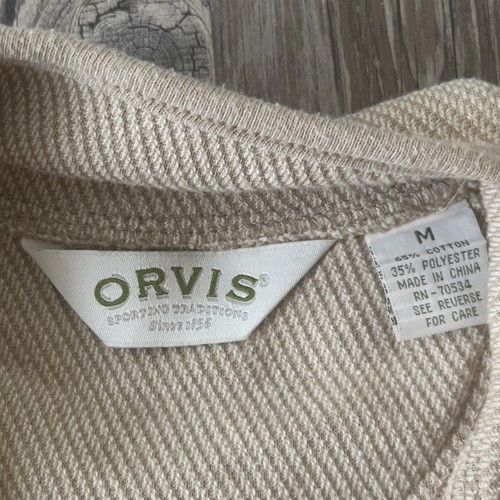 ORVIS
SPORTING TRADITIONS
Since 1856
M
65% COTTON
35% POLYESTER
MADE IN CHINA
RN-70534
SEE REVERSE
FOR CARE